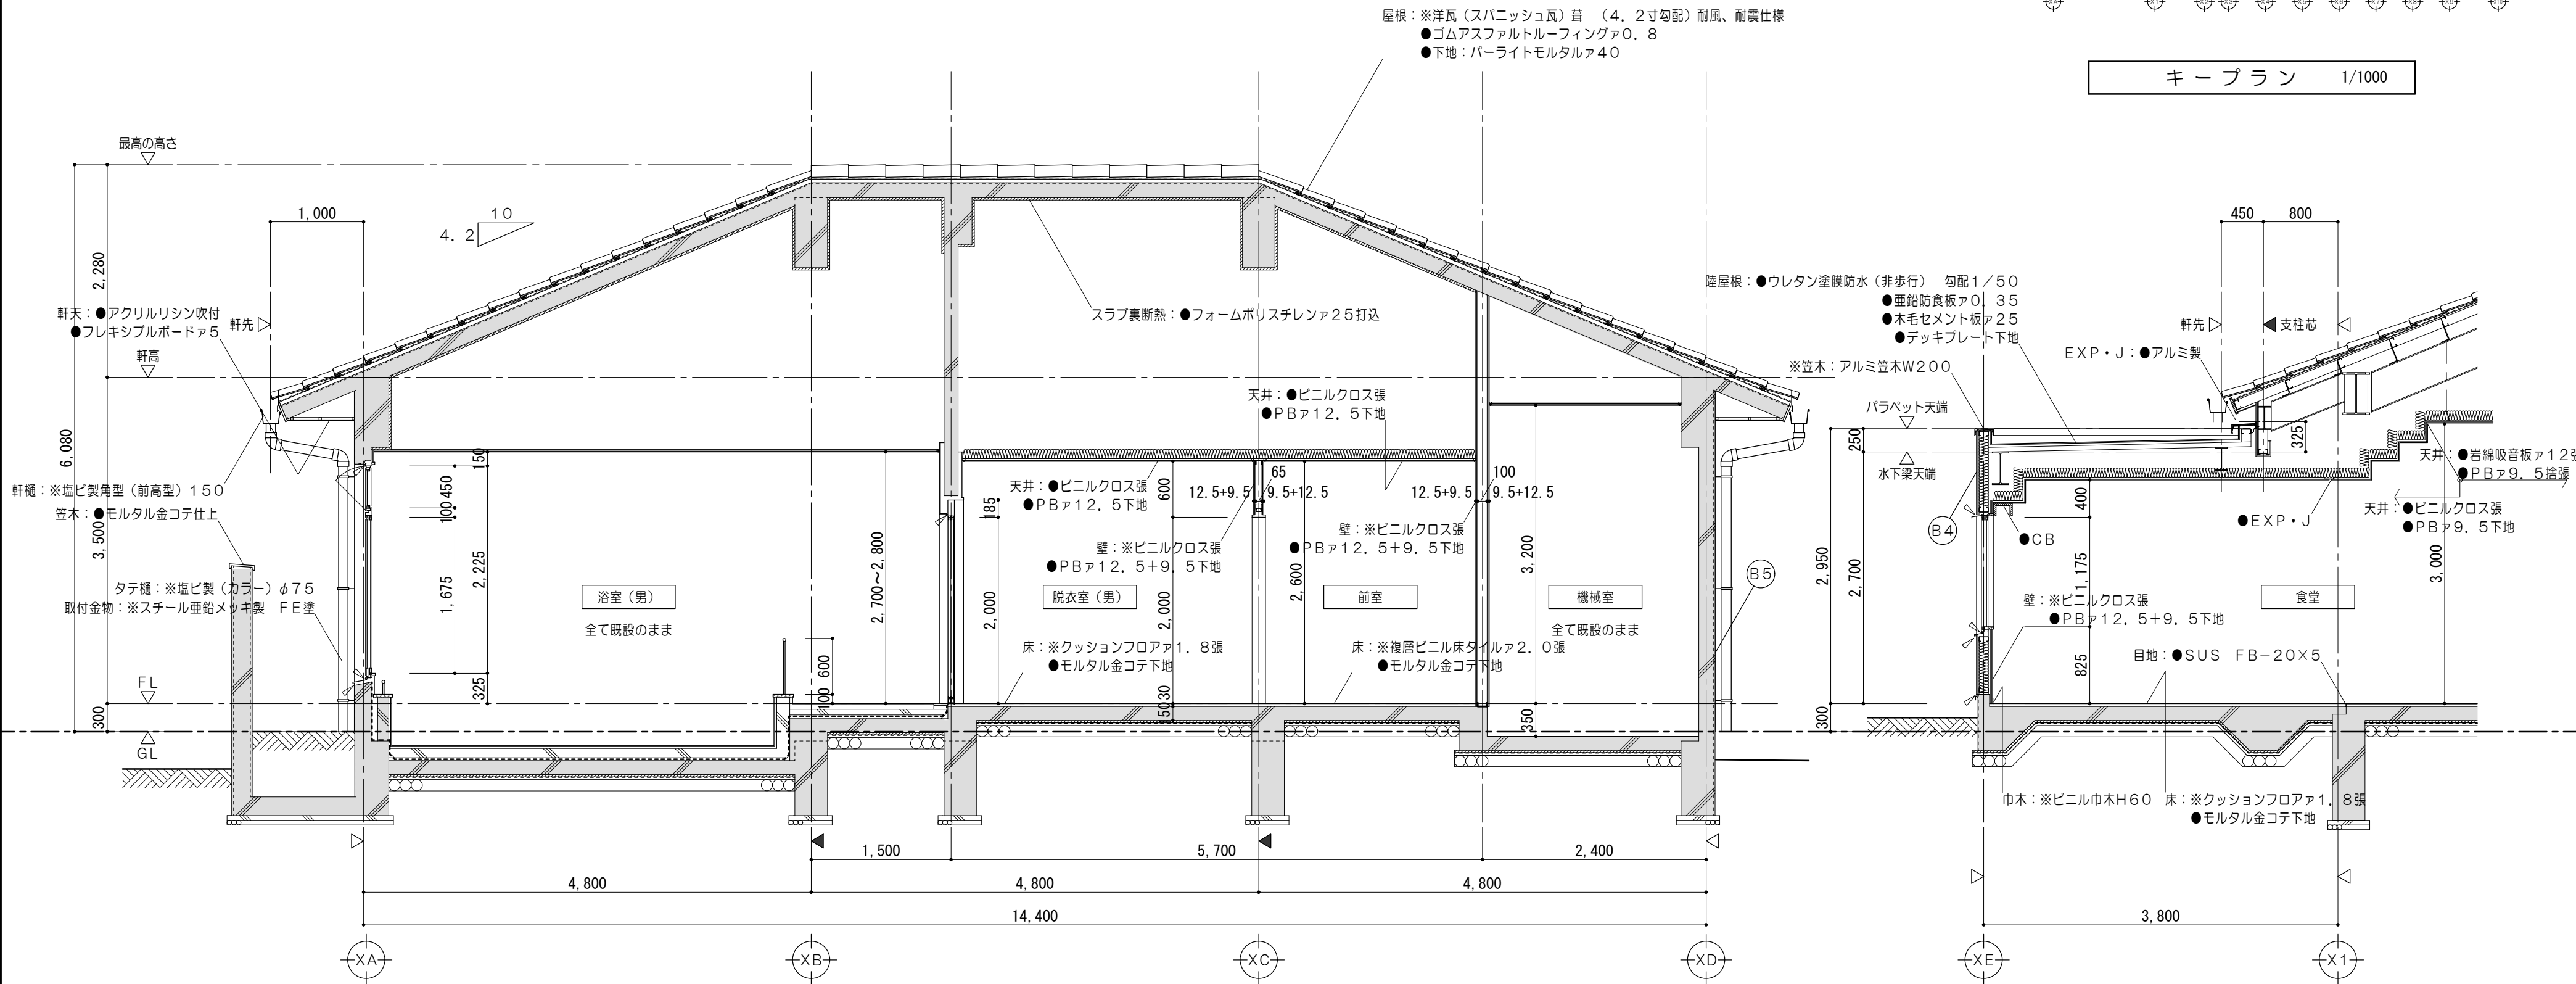 屋根：※洋瓦（スパニッシュ瓦）葺　（４．２寸勾配）耐風、耐震仕様
●ゴムアスファルトルーフィングァ０．８
●下地：パーライトモルタルァ４０
キープラン　1/1000
最高の高さ
1,000
１０
４．２
2,280
6,080
3,500
300
軒天：●アクリルリシン吹付
●フレキシブルボードァ５
軒先
軒高
軒樋：※塩ビ製角型（前高型）１５０
笠木：●モルタル金コテ仕上
タテ樋：※塩ビ製（カラー）φ７５
取付金物：※スチール亜鉛メッキ製　ＦＥ塗
ＦＬ
ＧＬ
150
450
100
2,225
1,675
325
浴室（男）
全て既設のまま
600
100
2,700〜2,800
スラブ裏断熱：●フォームポリスチレンァ２５打込
天井：●ビニルクロス張
●ＰＢァ１２．５下地
天井：●ビニルクロス張
●ＰＢァ１２．５下地
185
600
65
12.5+9.5
9.5+12.5
100
12.5+9.5
9.5+12.5
壁：※ビニルクロス張
●ＰＢァ１２．５+９．５下地
壁：※ビニルクロス張
●ＰＢァ１２．５+９．５下地
2,000
2,000
2,600
3,200
脱衣室（男）
前室
機械室
全て既設のまま
床：※クッションフロアァ１．８張
●モルタル金コテ下地
床：※複層ビニル床タイルァ２．０張
●モルタル金コテ下地
30
150
350
Ｂ５
1,500
5,700
2,400
4,800
4,800
4,800
14,400
ＸＡ
ＸＢ
ＸＣ
ＸＤ
450
800
陸屋根：●ウレタン塗膜防水（非歩行）　勾配１／５０
●亜鉛防食板ァ０．３５
●木毛セメント板ァ２５
●デッキプレート下地
軒先
支柱芯
ＥＸＰ・Ｊ：●アルミ製
※笠木：アルミ笠木Ｗ２００
パラペット天端
水下梁天端
250
325
2,950
2,700
300
400
1,175
825
3,000
Ｂ４
●ＣＢ
●ＥＸＰ・Ｊ
天井：●岩綿吸音板ァ１２張
●ＰＢァ９．５捨張
天井：●ビニルクロス張
●ＰＢァ９．５下地
食堂
壁：※ビニルクロス張
●ＰＢァ１２．５+９．５下地
目地：●ＳＵＳ　ＦＢ−２０×５
巾木：※ビニル巾木Ｈ６０
床：※クッションフロアァ１．８張
●モルタル金コテ下地
3,800
ＸＥ
Ｘ１